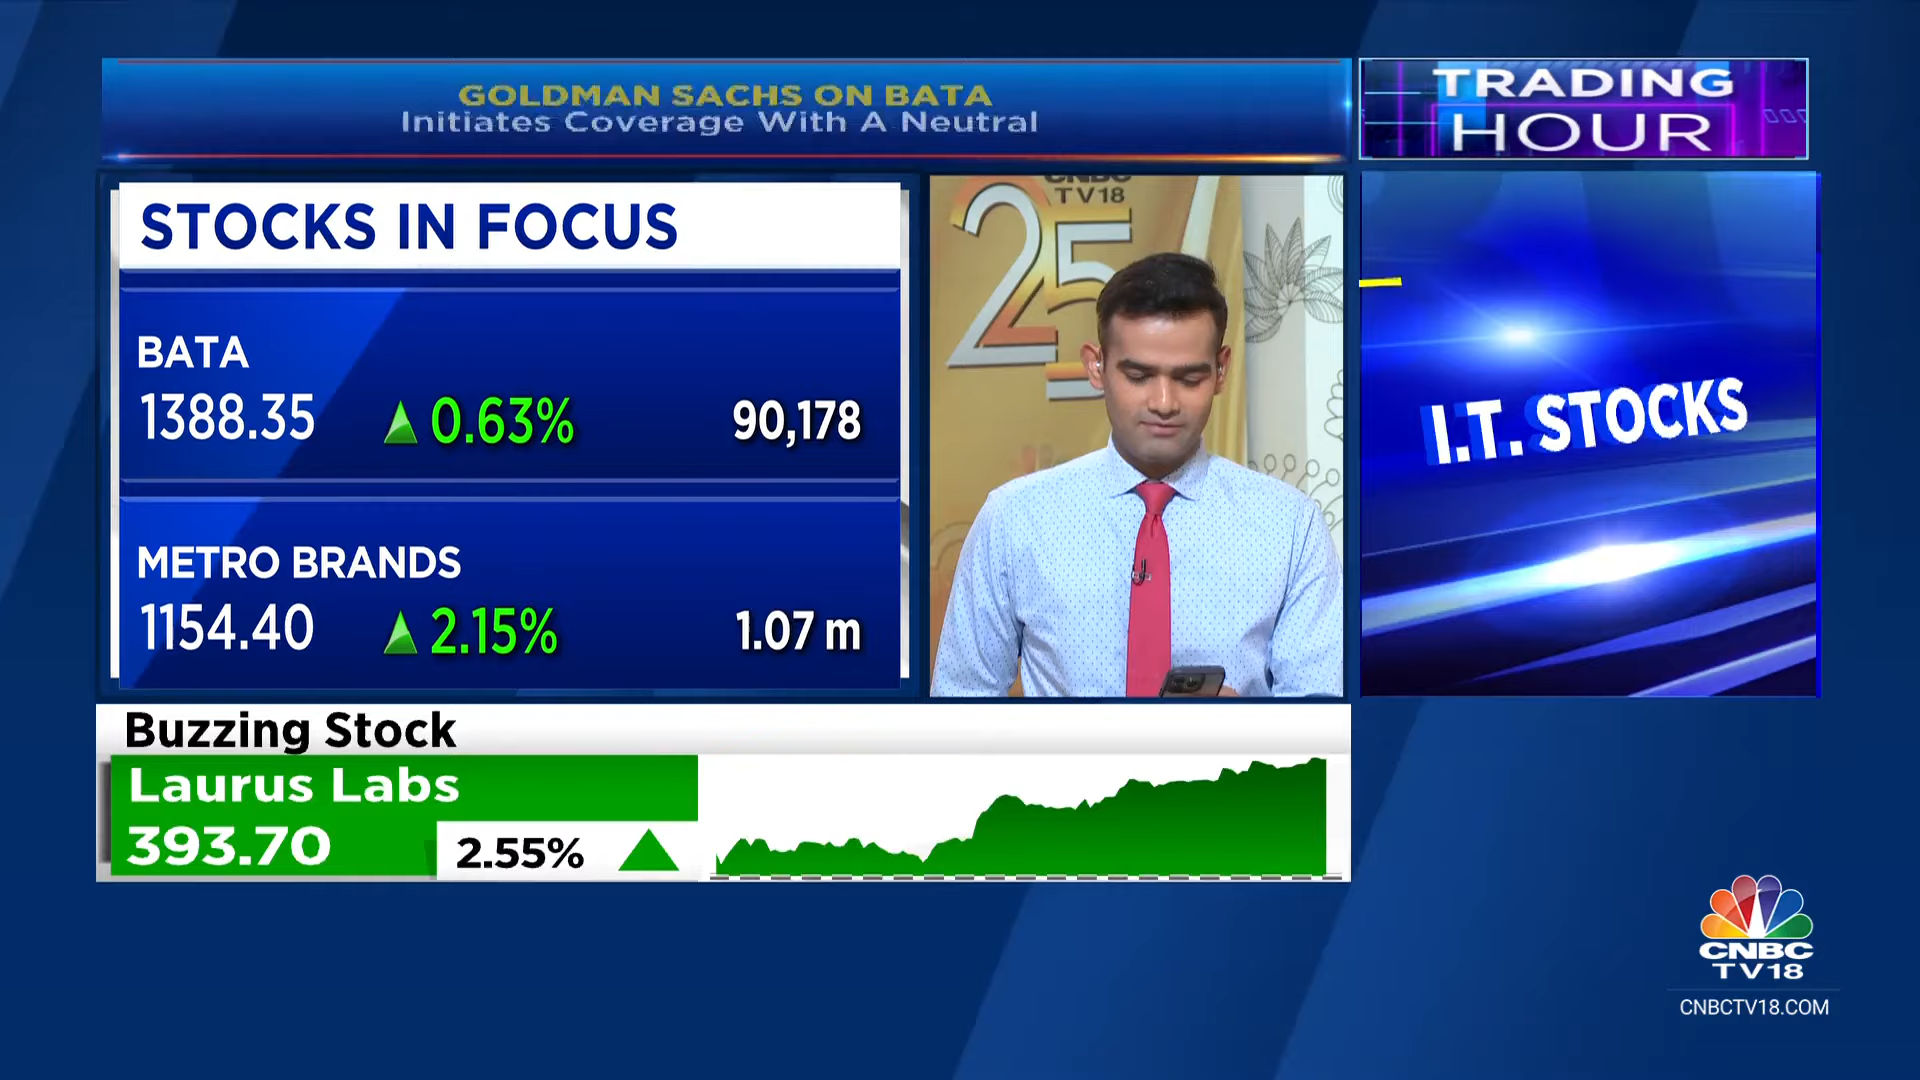 GOLDMAN SACHS ON BATA
Initiates Coverage With A Neutral
TRADING
HOUR
STOCKS IN FOCUS
BATA
1388.35 ▲ 0.63% 90,178
METRO BRANDS
1154.40 ▲ 2.15% 1.07 m
CNBC
TV18
25
I.T. STOCKS
Buzzing Stock
Laurus Labs
393.70
2.55% ▲
CNBC
TV18
CNBCTV18.COM